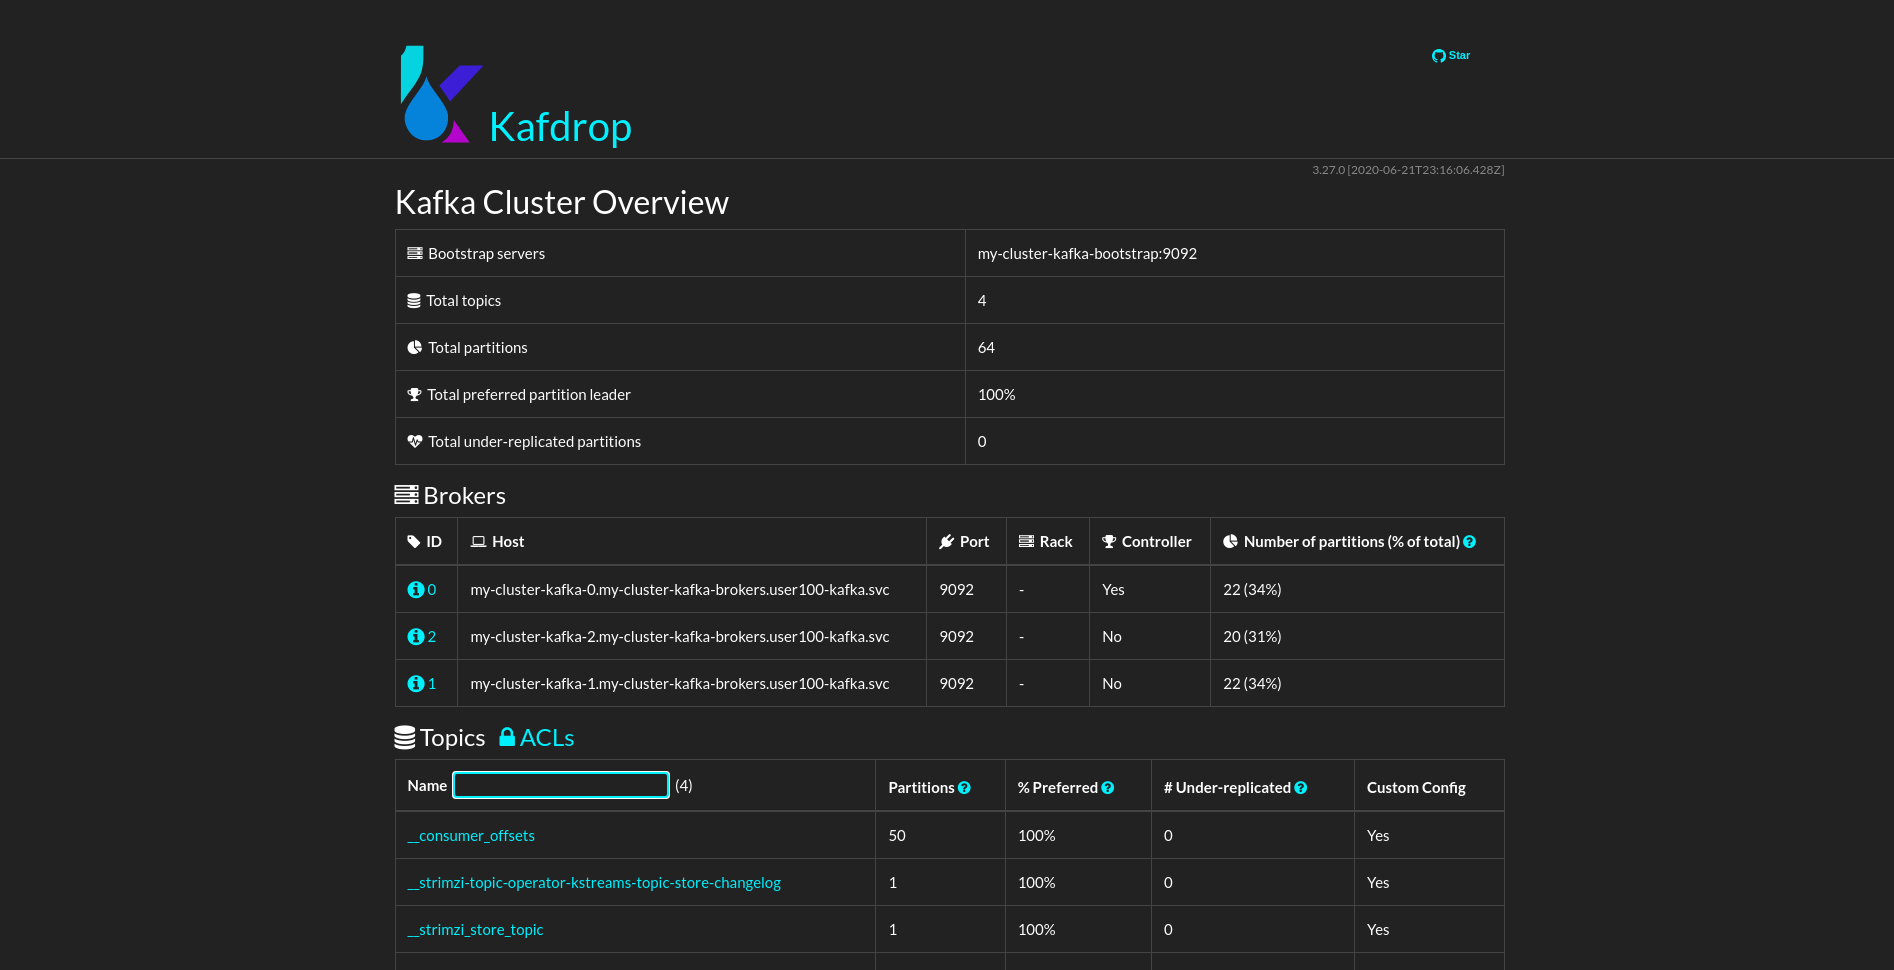 Star
Kafdrop
3.27.0 [2020-06-21T23:16:06.428Z]
Kafka Cluster Overview
Bootstrap servers my-cluster-kafka-bootstrap:9092
Total topics 4
Total partitions 64
Total preferred partition leader 100%
Total under-replicated partitions 0
Brokers
ID Host Port Rack Controller Number of partitions (% of total)
0 my-cluster-kafka-0.my-cluster-kafka-brokers.user100-kafka.svc 9092 - Yes 22 (34%)
2 my-cluster-kafka-2.my-cluster-kafka-brokers.user100-kafka.svc 9092 - No 20 (31%)
1 my-cluster-kafka-1.my-cluster-kafka-brokers.user100-kafka.svc 9092 - No 22 (34%)
Topics ACLs
Name (4) Partitions % Preferred # Under-replicated Custom Config
__consumer_offsets 50 100% 0 Yes
__strimzi-topic-operator-kstreams-topic-store-changelog 1 100% 0 Yes
__strimzi_store_topic 1 100% 0 Yes